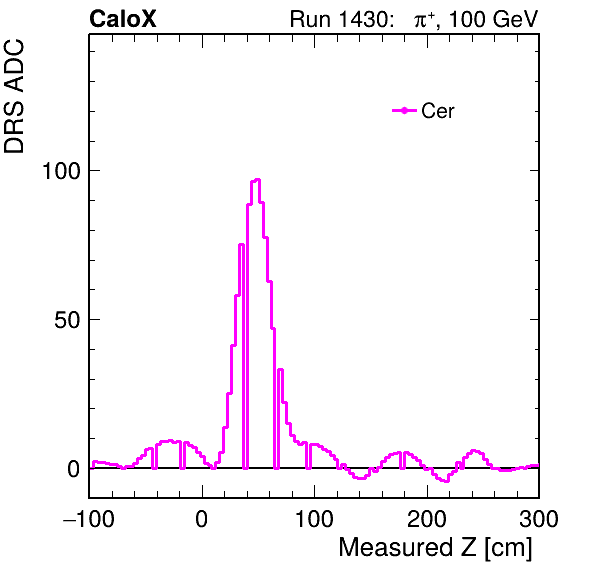 CaloX Run 1430: π⁺, 100 GeV
DRS ADC
Cer
100
50
0
−100 0 100 200 300
Measured Z [cm]